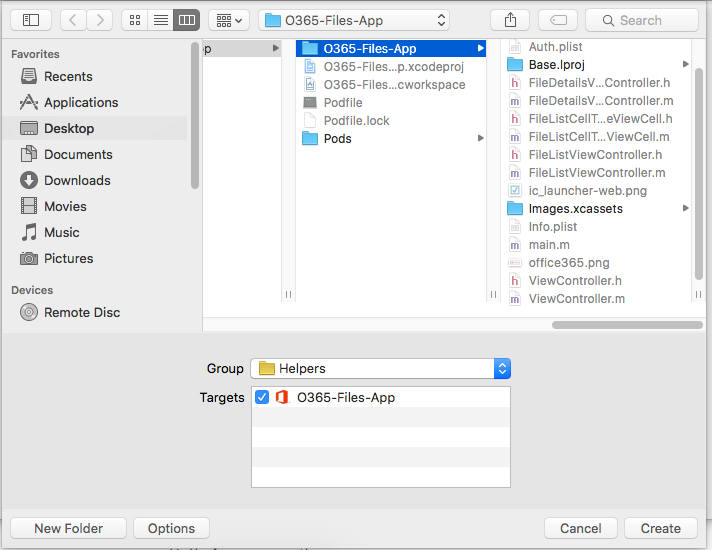 O365-Files-App
Search
Favorites
Recents
Applications
Desktop
Documents
Downloads
Movies
Music
Pictures
Devices
Remote Disc
O365-Files-App
O365-Files...p.xcodeproj
O365-Files...cworkspace
Podfile
Podfile.lock
Pods
Auth.plist
Base.lproj
FileDetailsV...Controller.h
FileDetailsV...Controller.m
FileListCellT...eViewCell.h
FileListCellT...ViewCell.m
FileListViewController.h
FileListViewController.m
ic_launcher-web.png
Images.xcassets
Info.plist
main.m
office365.png
ViewController.h
ViewController.m
Group
Helpers
Targets
O365-Files-App
New Folder
Options
Cancel
Create